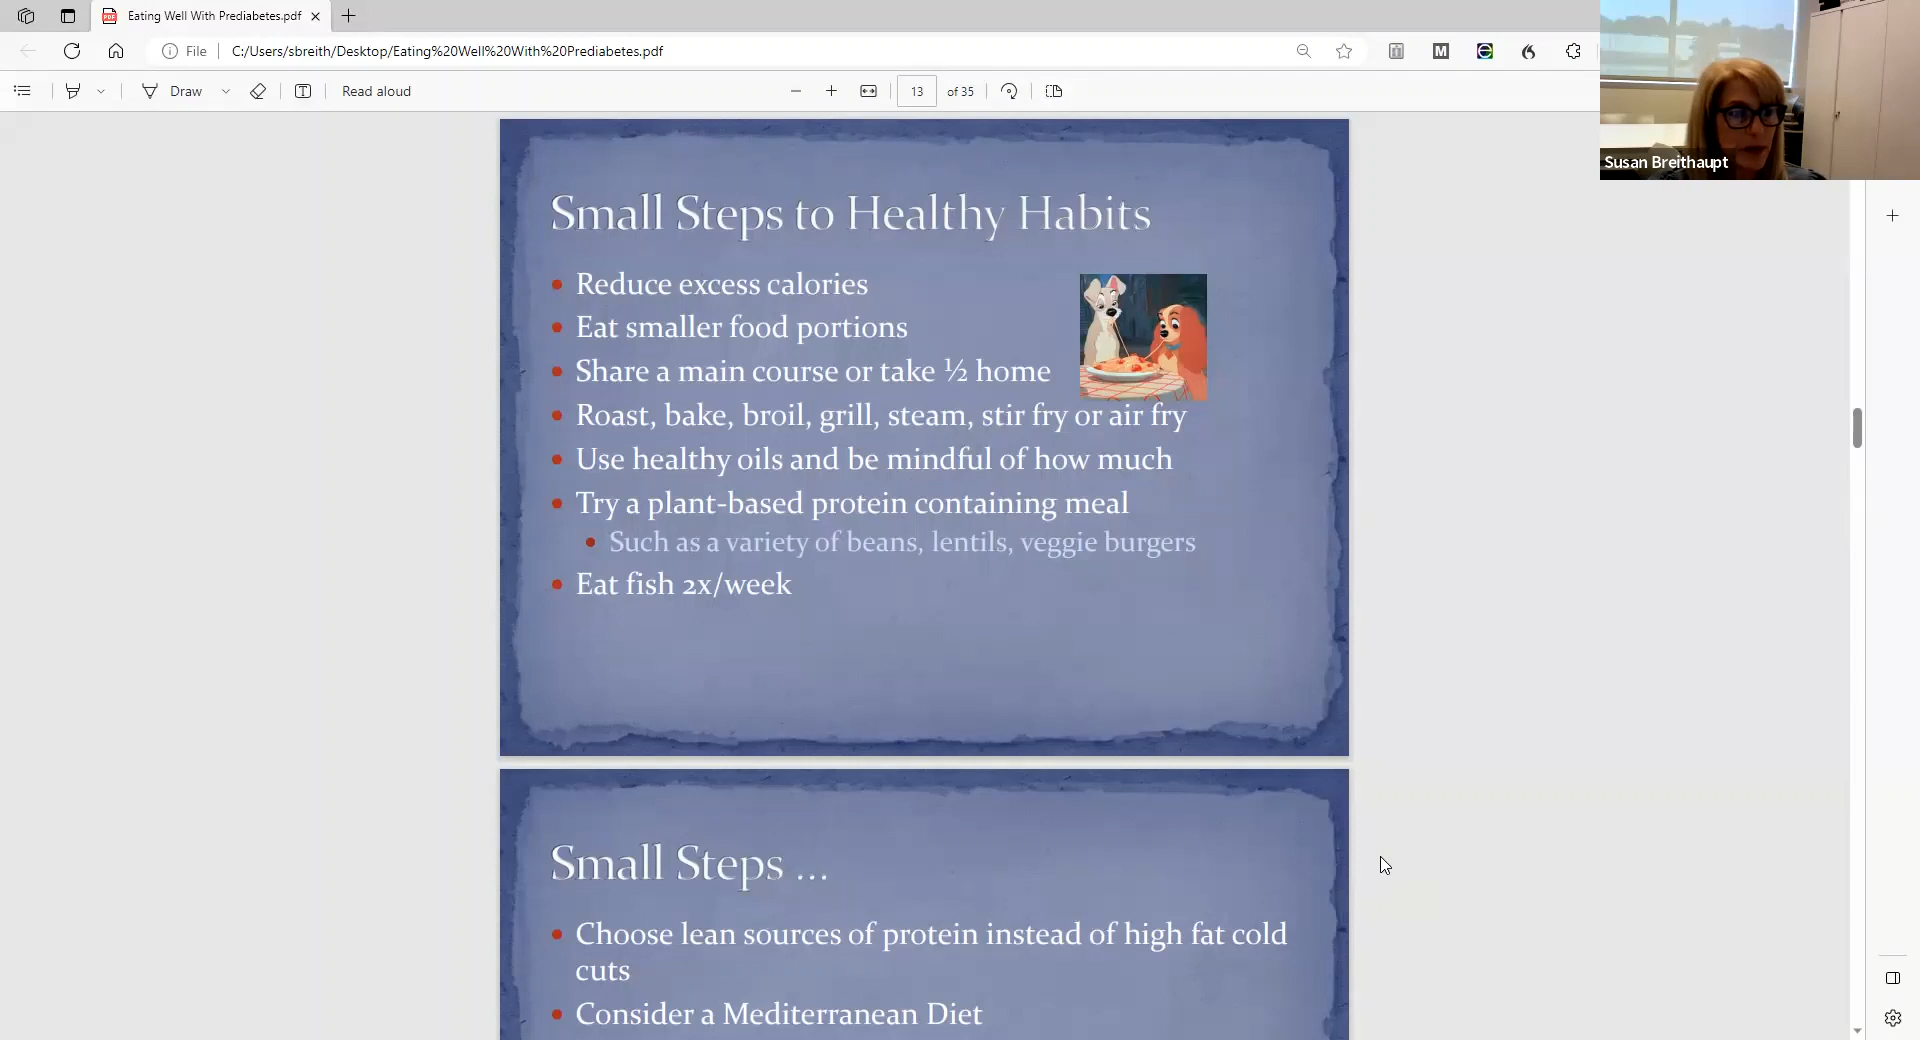 Eating Well With Prediabetes.pdf
File
C:/Users/sbreith/Desktop/Eating%20Well%20With%20Prediabetes.pdf
Draw
Read aloud
13
of 35
Susan Breithaupt
Small Steps to Healthy Habits
Reduce excess calories
Eat smaller food portions
Share a main course or take ½ home
Roast, bake, broil, grill, steam, stir fry or air fry
Use healthy oils and be mindful of how much
Try a plant-based protein containing meal
Such as a variety of beans, lentils, veggie burgers
Eat fish 2x/week
Small Steps ...
Choose lean sources of protein instead of high fat cold
cuts
Consider a Mediterranean Diet